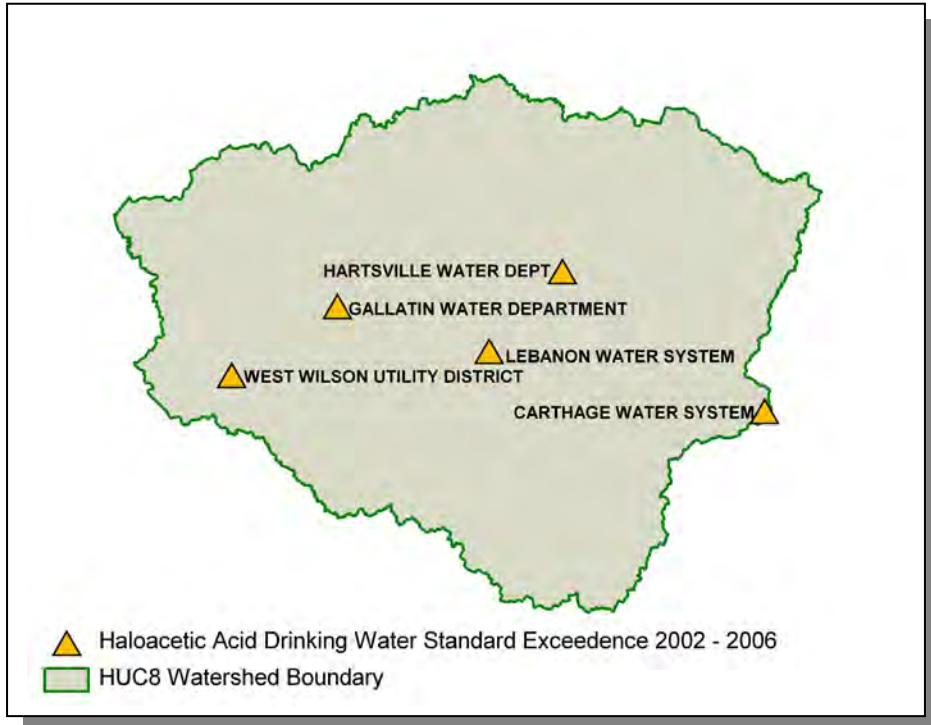 HARTSVILLE WATER DEPT
GALLATIN WATER DEPARTMENT
LEBANON WATER SYSTEM
WEST WILSON UTILITY DISTRICT
CARTHAGE WATER SYSTEM
Haloacetic Acid Drinking Water Standard Exceedence 2002 - 2006
HUC8 Watershed Boundary